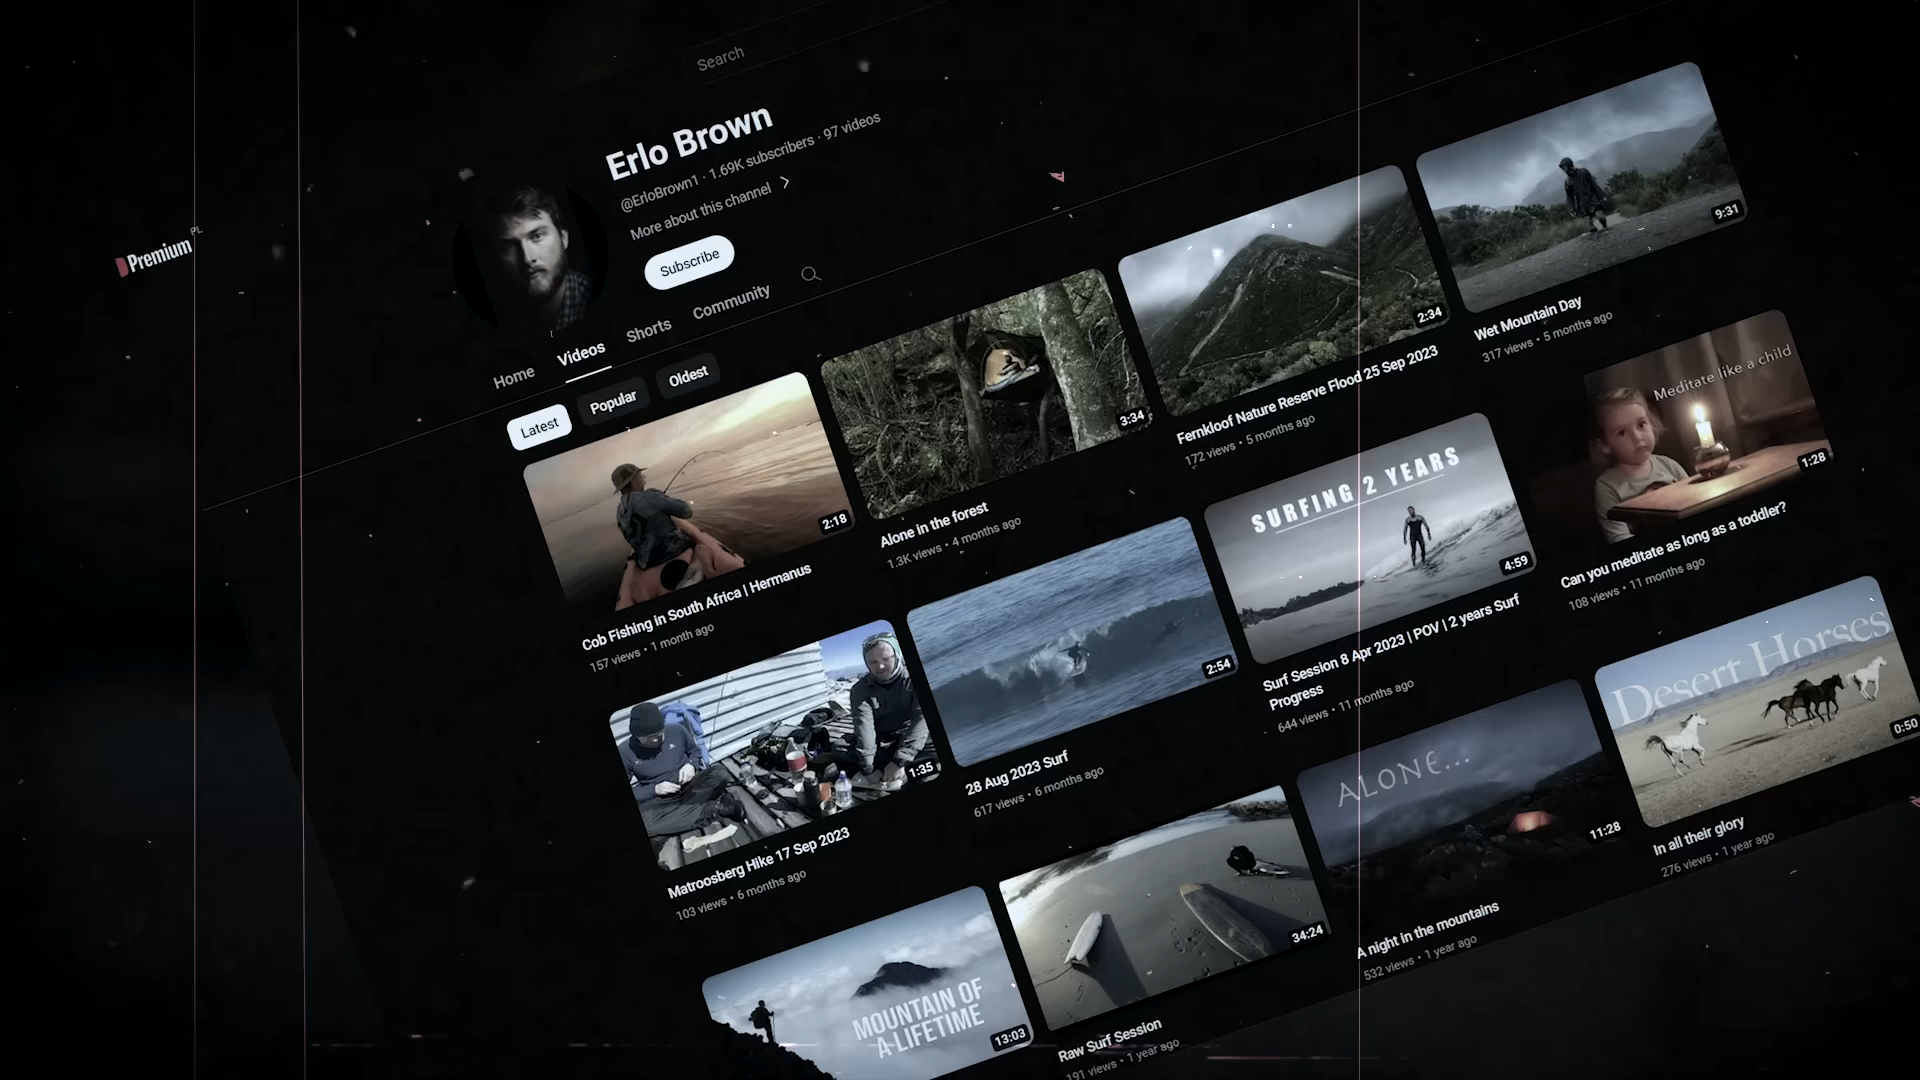 Search
Premium PL
Erlo Brown
@ErloBrown1 · 1.69K subscribers · 97 videos
More about this channel
Subscribe
Home
Videos
Shorts
Community
Latest
Popular
Oldest
2:18
Cob Fishing in South Africa | Hermanus
157 views • 1 month ago
3:34
Alone in the forest
1.3K views • 4 months ago
2:34
Fernkloof Nature Reserve Flood 25 Sep 2023
172 views • 5 months ago
9:31
Wet Mountain Day
317 views • 5 months ago
1:35
Matroosberg Hike 17 Sep 2023
103 views • 6 months ago
2:54
28 Aug 2023 Surf
617 views • 6 months ago
SURFING 2 YEARS
4:59
Surf Session 8 Apr 2023 | POV | 2 years Surf
Progress
644 views • 11 months ago
Meditate like a child
1:28
Can you meditate as long as a toddler?
108 views • 11 months ago
MOUNTAIN OF
A LIFETIME
13:03
34:24
Raw Surf Session
191 views • 1 year ago
ALONE...
11:28
A night in the mountains
532 views • 1 year ago
Desert Horses
0:50
In all their glory
276 views • 1 year ago